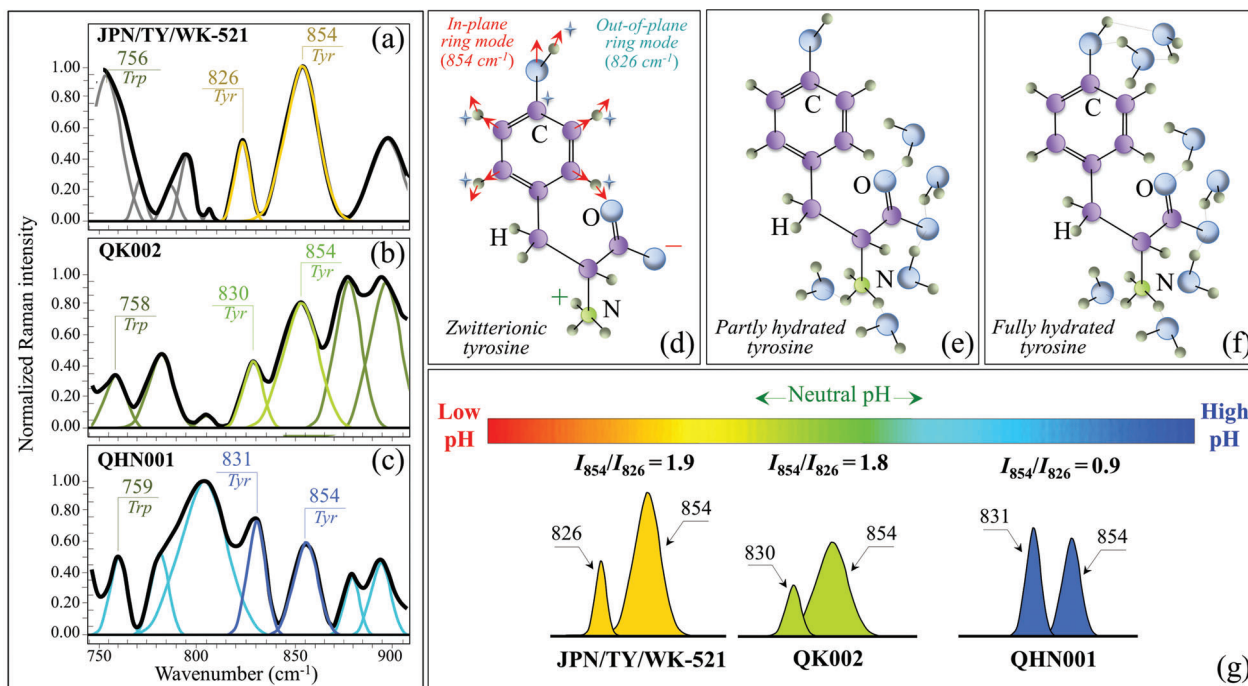 Normalized Raman intensity
JPN/TY/WK-521
(a)
756
Trp
826
Tyr
854
Tyr
1.00
0.80
0.60
0.40
0.20
0.00
QK002
(b)
758
Trp
830
Tyr
854
Tyr
1.00
0.80
0.60
0.40
0.20
0.00
QHN001
(c)
759
Trp
831
Tyr
854
Tyr
1.00
0.80
0.60
0.40
0.20
0.00
750 800 850 900
Wavenumber (cm⁻¹)
In-plane
ring mode
(854 cm⁻¹)
Out-of-plane
ring mode
(826 cm⁻¹)
C
O
H
−
+
N
Zwitterionic
tyrosine
(d)
C
O
H
N
Partly hydrated
tyrosine
(e)
C
O
H
N
Fully hydrated
tyrosine
(f)
Low
pH
Neutral pH
High
pH
I₈₅₄/I₈₂₆ = 1.9
I₈₅₄/I₈₂₆ = 1.8
I₈₅₄/I₈₂₆ = 0.9
826
854
830
854
831
854
JPN/TY/WK-521
QK002
QHN001
(g)